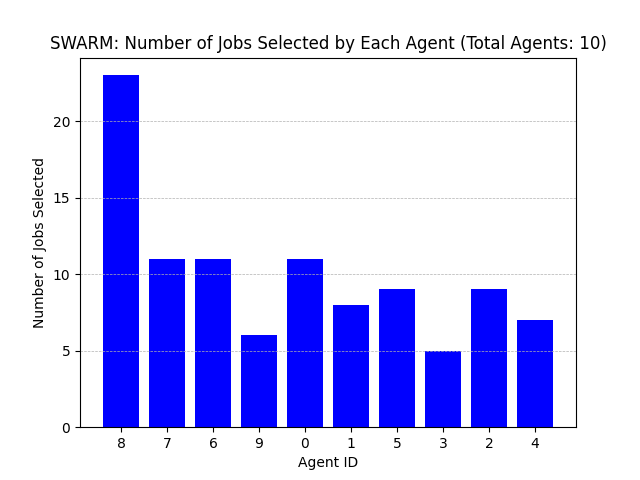 SWARM: Number of Jobs Selected by Each Agent (Total Agents: 10)
Number of Jobs Selected
20
15
10
5
0
8 7 6 9 0 1 5 3 2 4
Agent ID